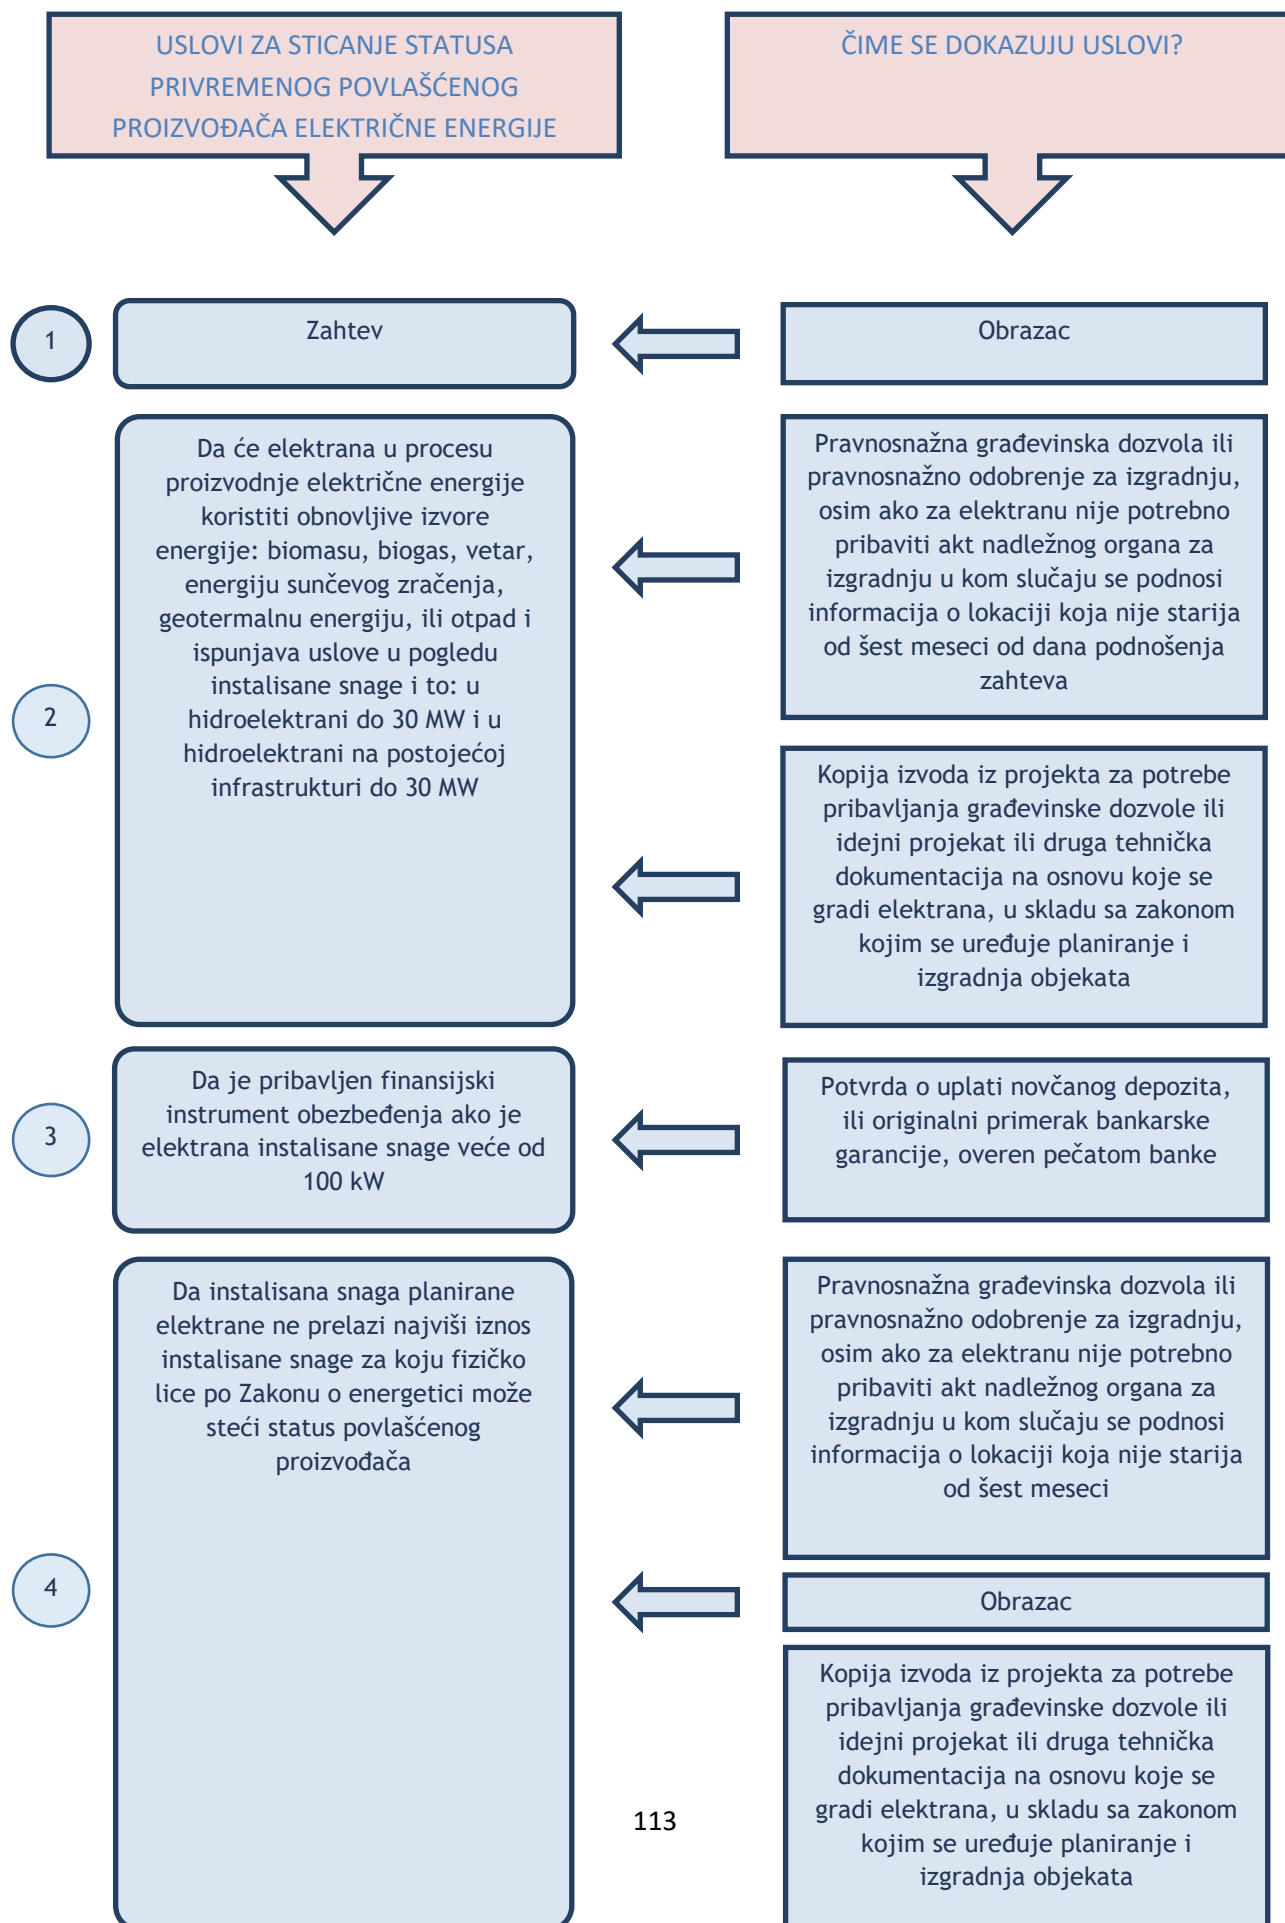 USLOVI ZA STICANJE STATUSA
PRIVREMENOG POVLAŠĆENOG
PROIZVOĐAČA ELEKTRIČNE ENERGIJE
ČIME SE DOKAZUJU USLOVI?
1
Zahtev
Obrazac
2
Da će elektrana u procesu
proizvodnje električne energije
koristiti obnovljive izvore
energije: biomasu, biogas, vetar,
energiju sunčevog zračenja,
geotermalnu energiju, ili otpad i
ispunjava uslove u pogledu
instalisane snage i to: u
hidroelektrani do 30 MW i u
hidroelektrani na postojećoj
infrastrukturi do 30 MW
Pravnosnažna građevinska dozvola ili
pravnosnažno odobrenje za izgradnju,
osim ako za elektranu nije potrebno
pribaviti akt nadležnog organa za
izgradnju u kom slučaju se podnosi
informacija o lokaciji koja nije starija
od šest meseci od dana podnošenja
zahteva
Kopija izvoda iz projekta za potrebe
pribavljanja građevinske dozvole ili
idejni projekat ili druga tehnička
dokumentacija na osnovu koje se
gradi elektrana, u skladu sa zakonom
kojim se uređuje planiranje i
izgradnja objekata
3
Da je pribavljen finansijski
instrument obezbeđenja ako je
elektrana instalisane snage veće od
100 kW
Potvrda o uplati novčanog depozita,
ili originalni primerak bankarske
garancije, overen pečatom banke
4
Da instalisana snaga planirane
elektrane ne prelazi najviši iznos
instalisane snage za koju fizičko
lice po Zakonu o energetici može
steći status povlašćenog
proizvođača
Pravnosnažna građevinska dozvola ili
pravnosnažno odobrenje za izgradnju,
osim ako za elektranu nije potrebno
pribaviti akt nadležnog organa za
izgradnju u kom slučaju se podnosi
informacija o lokaciji koja nije starija
od šest meseci
Obrazac
Kopija izvoda iz projekta za potrebe
pribavljanja građevinske dozvole ili
idejni projekat ili druga tehnička
dokumentacija na osnovu koje se
gradi elektrana, u skladu sa zakonom
kojim se uređuje planiranje i
izgradnja objekata
113